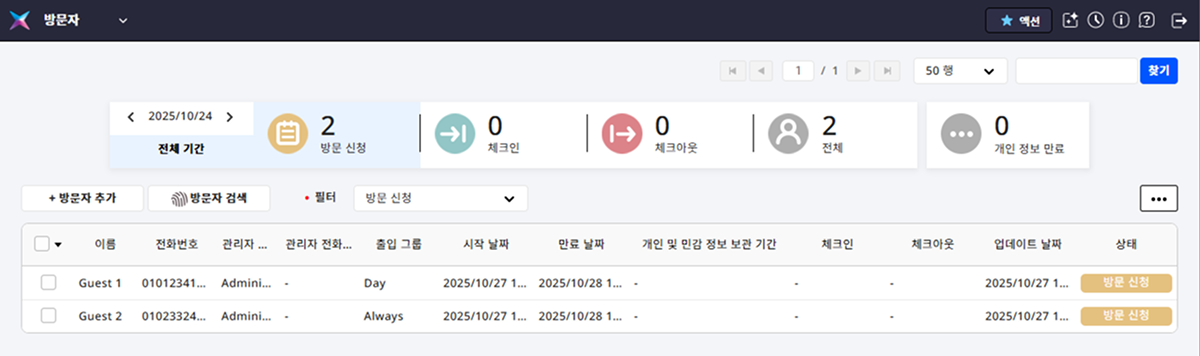 방문자
액션
1 / 1
50 행
찾기
2025/10/24
전체 기간
2
방문 신청
0
체크인
0
체크아웃
2
전체
0
개인 정보 만료
+ 방문자 추가
방문자 검색
• 필터
방문 신청
이름 전화번호 관리자 ... 관리자 전화... 출입 그룹 시작 날짜 만료 날짜 개인 및 민감 정보 보관 기간 체크인 체크아웃 업데이트 날짜 상태
Guest 1 01012341... Admini... - Day 2025/10/27 1... 2025/10/28 1... - - - 2025/10/27 1... 방문 신청
Guest 2 01023324... Admini... - Always 2025/10/27 1... 2025/10/28 1... - - - 2025/10/27 1... 방문 신청